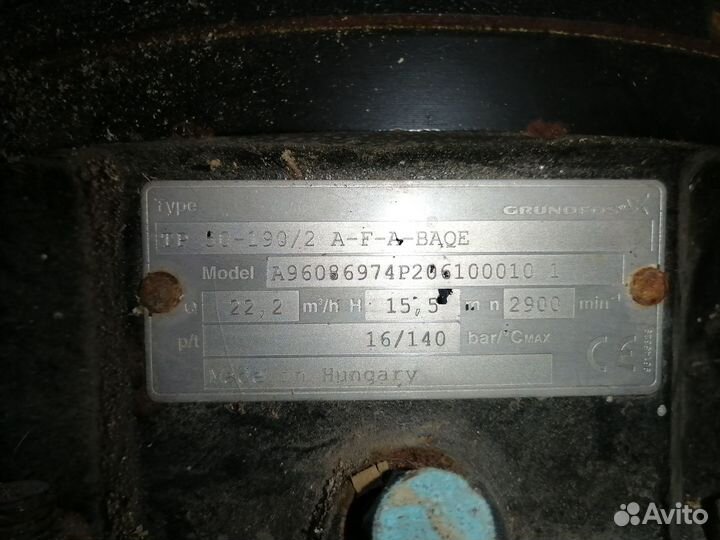 Type GRUNDFOS
TP 50-190/2 A-F-A-BAQE
Model A96086974P206100010 1
Q 22,2 m³/h H 15,5 m n 2900 min⁻¹
p/t 16/140 bar/°C MAX
CE
Made in Hungary
Avito